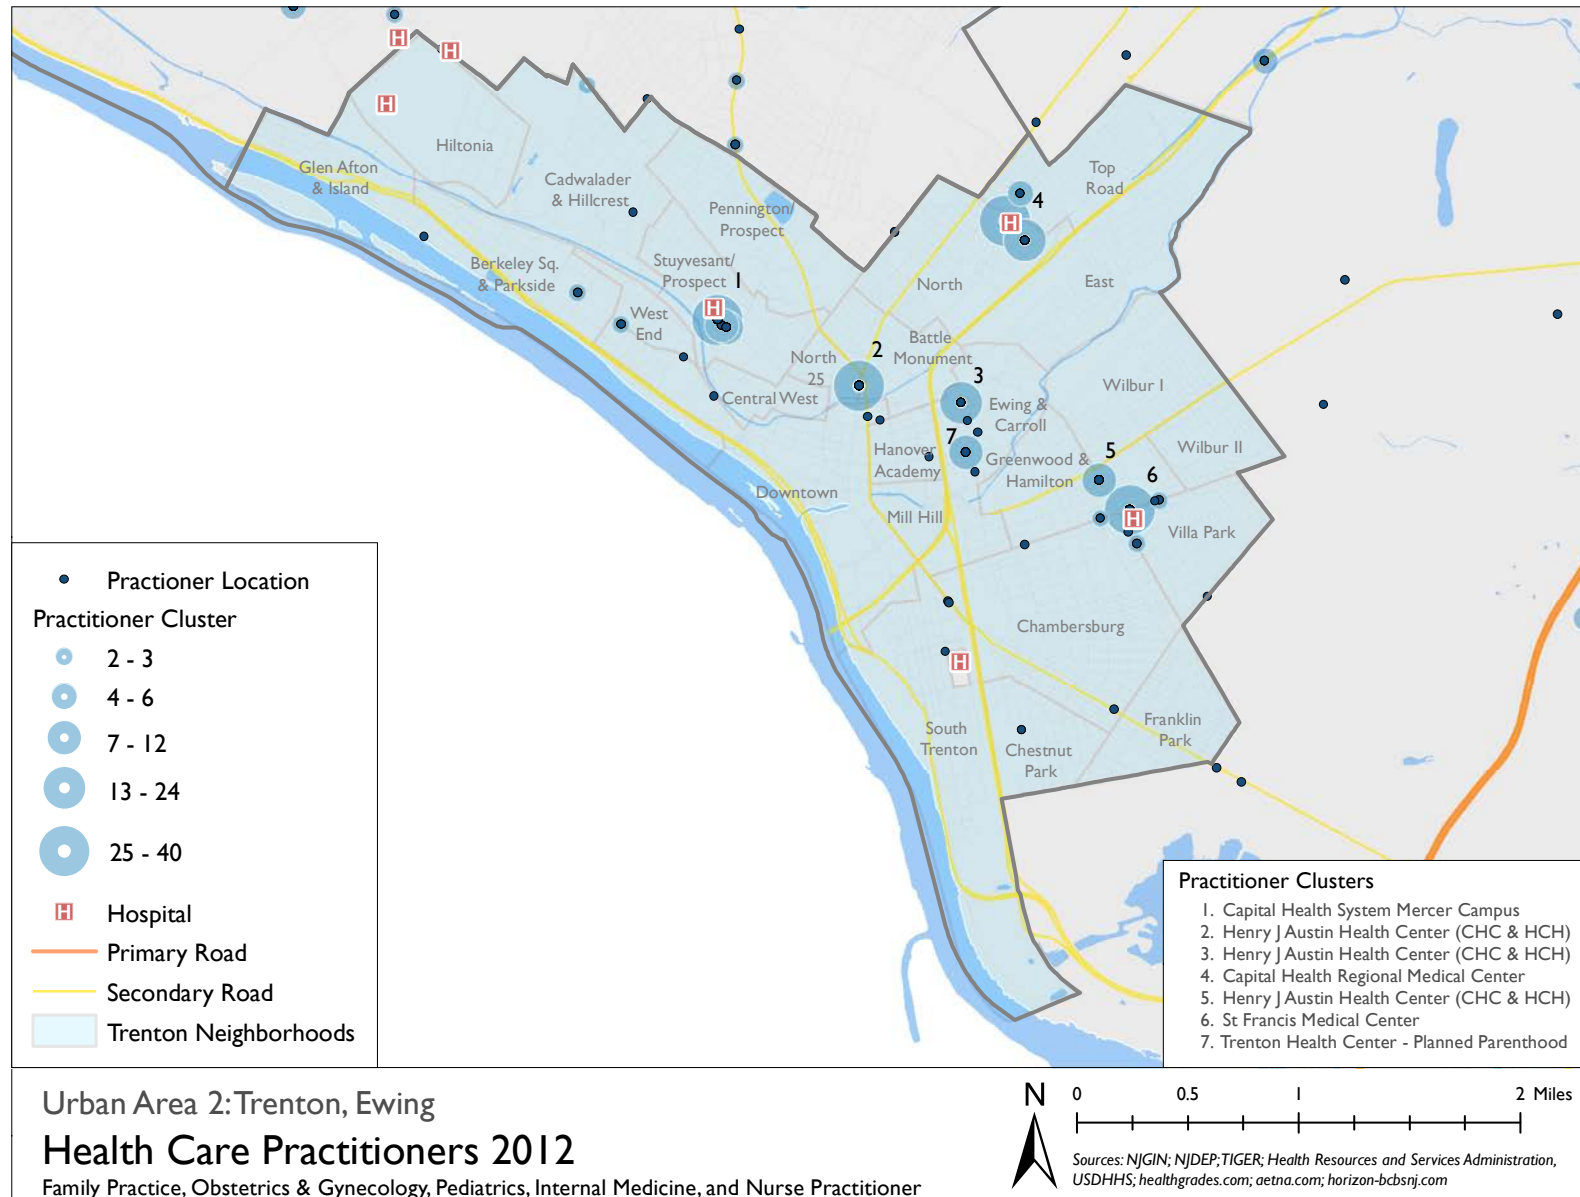 Glen Afton
& Island
Hiltonia
Cadwalader
& Hillcrest
Pennington/
Prospect
Top
Road
4
Berkeley Sq.
& Parkside
Stuyvesant/
Prospect
1
North
East
West
End
North
25
2
Battle
Monument
3
Central West
Ewing &
Carroll
Wilbur I
Hanover
Academy
7
Greenwood &
Hamilton
5
6
Wilbur II
Downtown
Mill Hill
Villa Park
Chambersburg
South
Trenton
Chestnut
Park
Franklin
Park
H
H
H
H
H
H
H
Practioner Location
Practitioner Cluster
2 - 3
4 - 6
7 - 12
13 - 24
25 - 40
H Hospital
Primary Road
Secondary Road
Trenton Neighborhoods
Practitioner Clusters
1. Capital Health System Mercer Campus
2. Henry J Austin Health Center (CHC & HCH)
3. Henry J Austin Health Center (CHC & HCH)
4. Capital Health Regional Medical Center
5. Henry J Austin Health Center (CHC & HCH)
6. St Francis Medical Center
7. Trenton Health Center - Planned Parenthood
Urban Area 2: Trenton, Ewing
Health Care Practitioners 2012
Family Practice, Obstetrics & Gynecology, Pediatrics, Internal Medicine, and Nurse Practitioner
N
0 0.5 1 2 Miles
Sources: NJGIN; NJDEP; TIGER; Health Resources and Services Administration,
USDHHS; healthgrades.com; aetna.com; horizon-bcbsnj.com